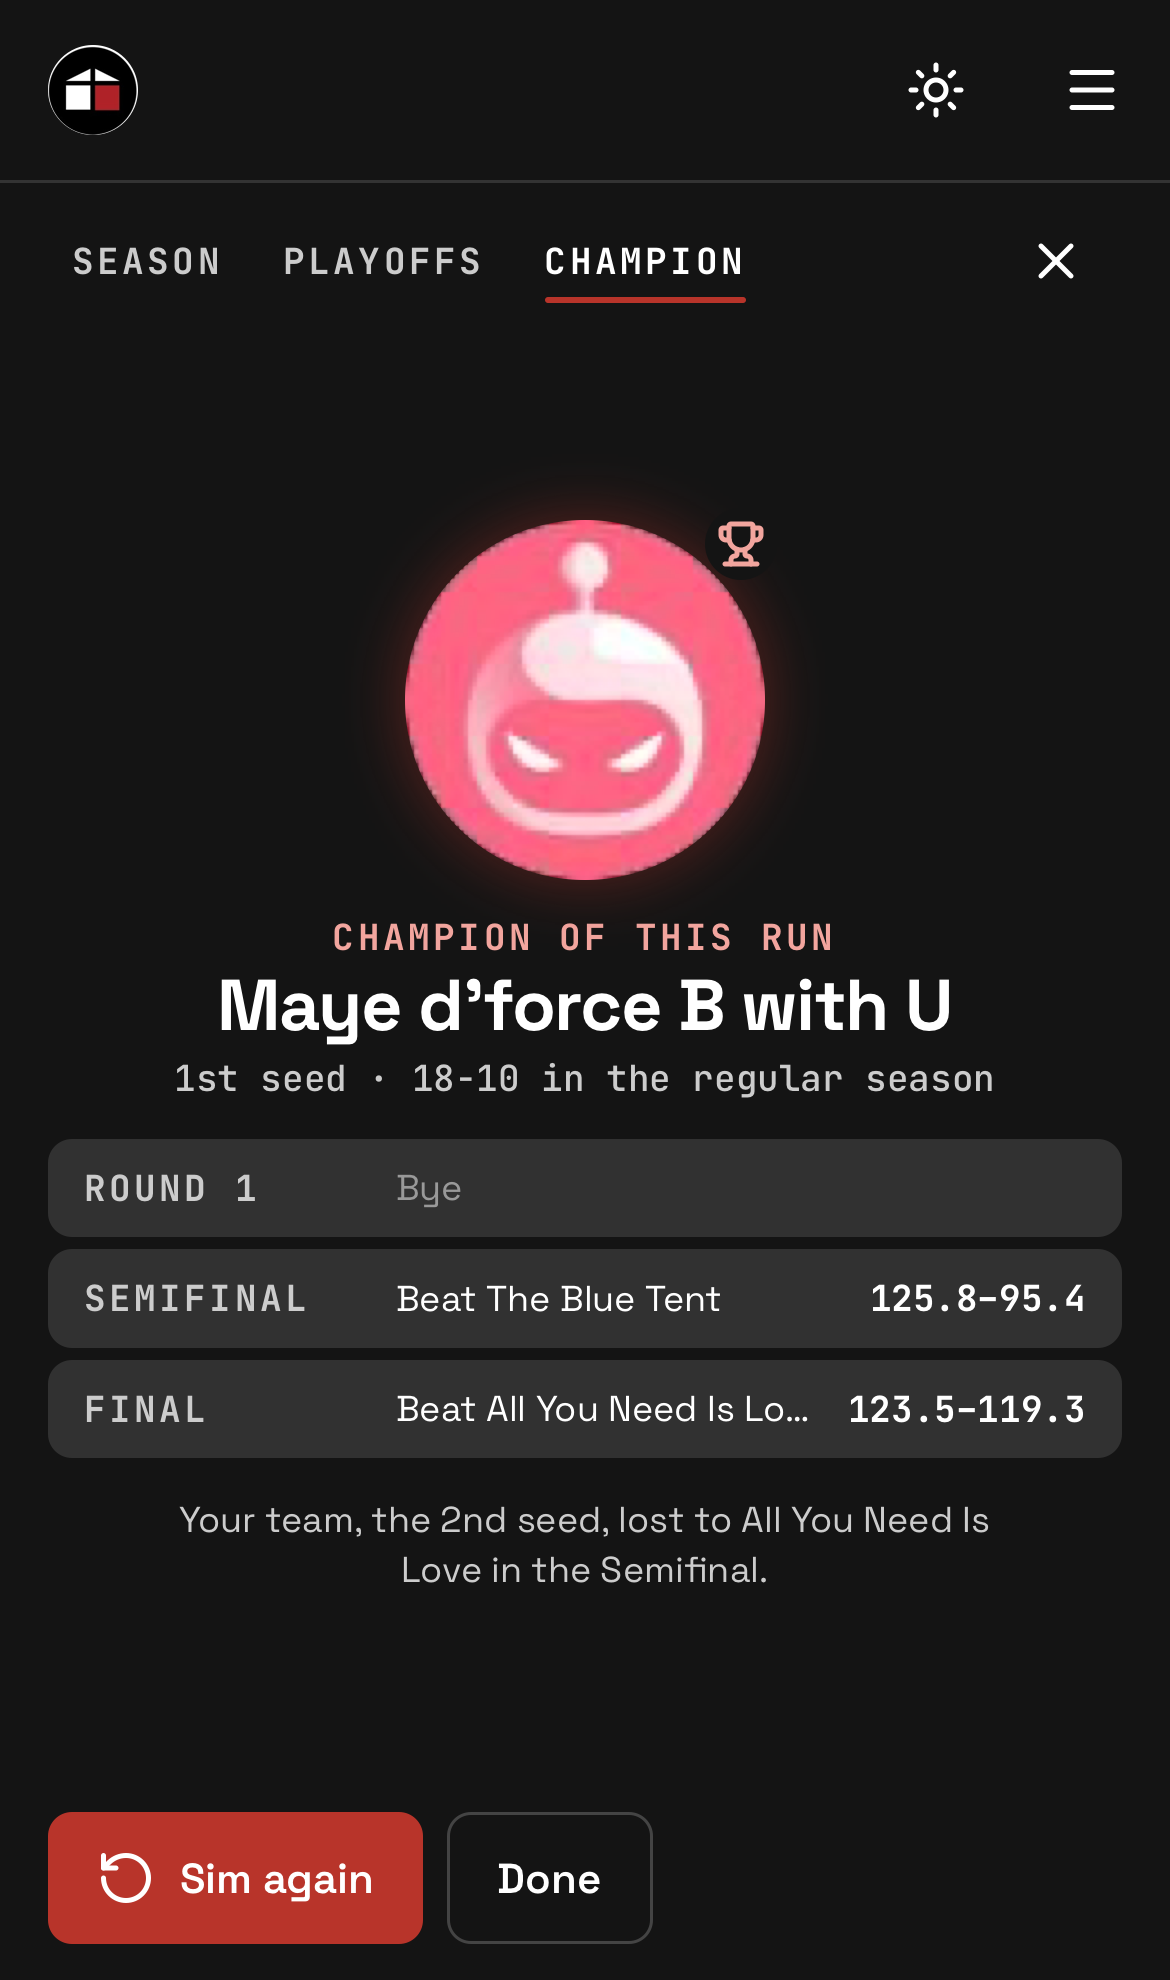 SEASON PLAYOFFS CHAMPION
CHAMPION OF THIS RUN
Maye d'force B with U
1st seed · 18-10 in the regular season
ROUND 1 Bye
SEMIFINAL Beat The Blue Tent 125.8–95.4
FINAL Beat All You Need Is Lo... 123.5–119.3
Your team, the 2nd seed, lost to All You Need Is
Love in the Semifinal.
Sim again Done